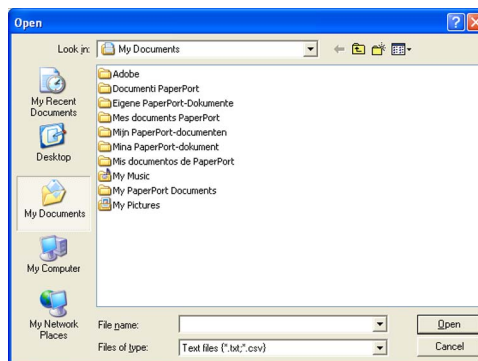 Open
Look in:
My Documents
Adobe
Documenti PaperPort
Eigene PaperPort-Dokumente
Mes documents PaperPort
Mijn PaperPort-documenten
Mina PaperPort-dokument
Mis documentos de PaperPort
My Music
My PaperPort Documents
My Pictures
My Recent
Documents
Desktop
My Documents
My Computer
My Network
Places
File name:
Open
Files of type:
Text files {*.txt;*.csv}
Cancel